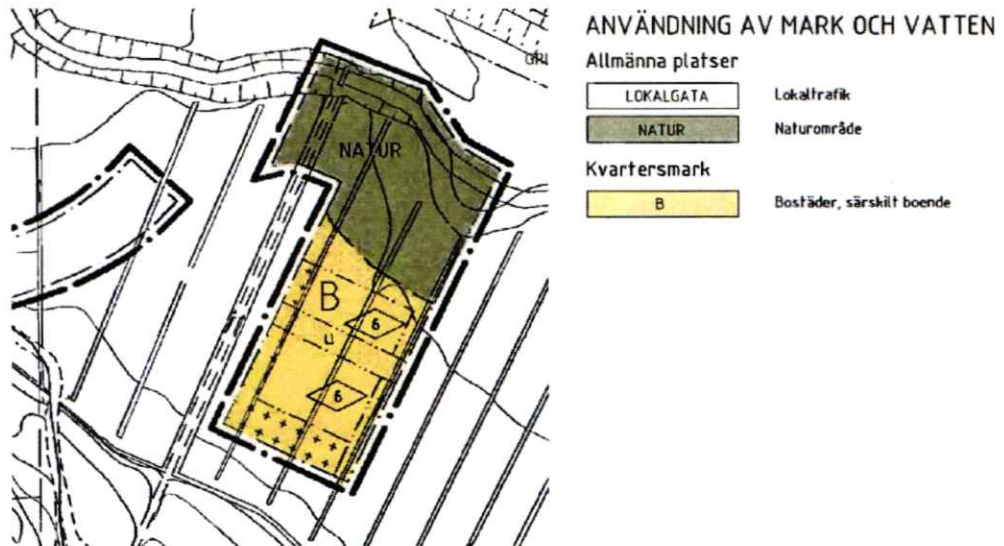 ANVÄNDNING AV MARK OCH VATTEN
Allmänna platser
LOKALGATA Lokaltrafik
NATUR Naturområde
Kvartersmark
B Bostäder, särskilt boende
NATUR
B
6
u
6